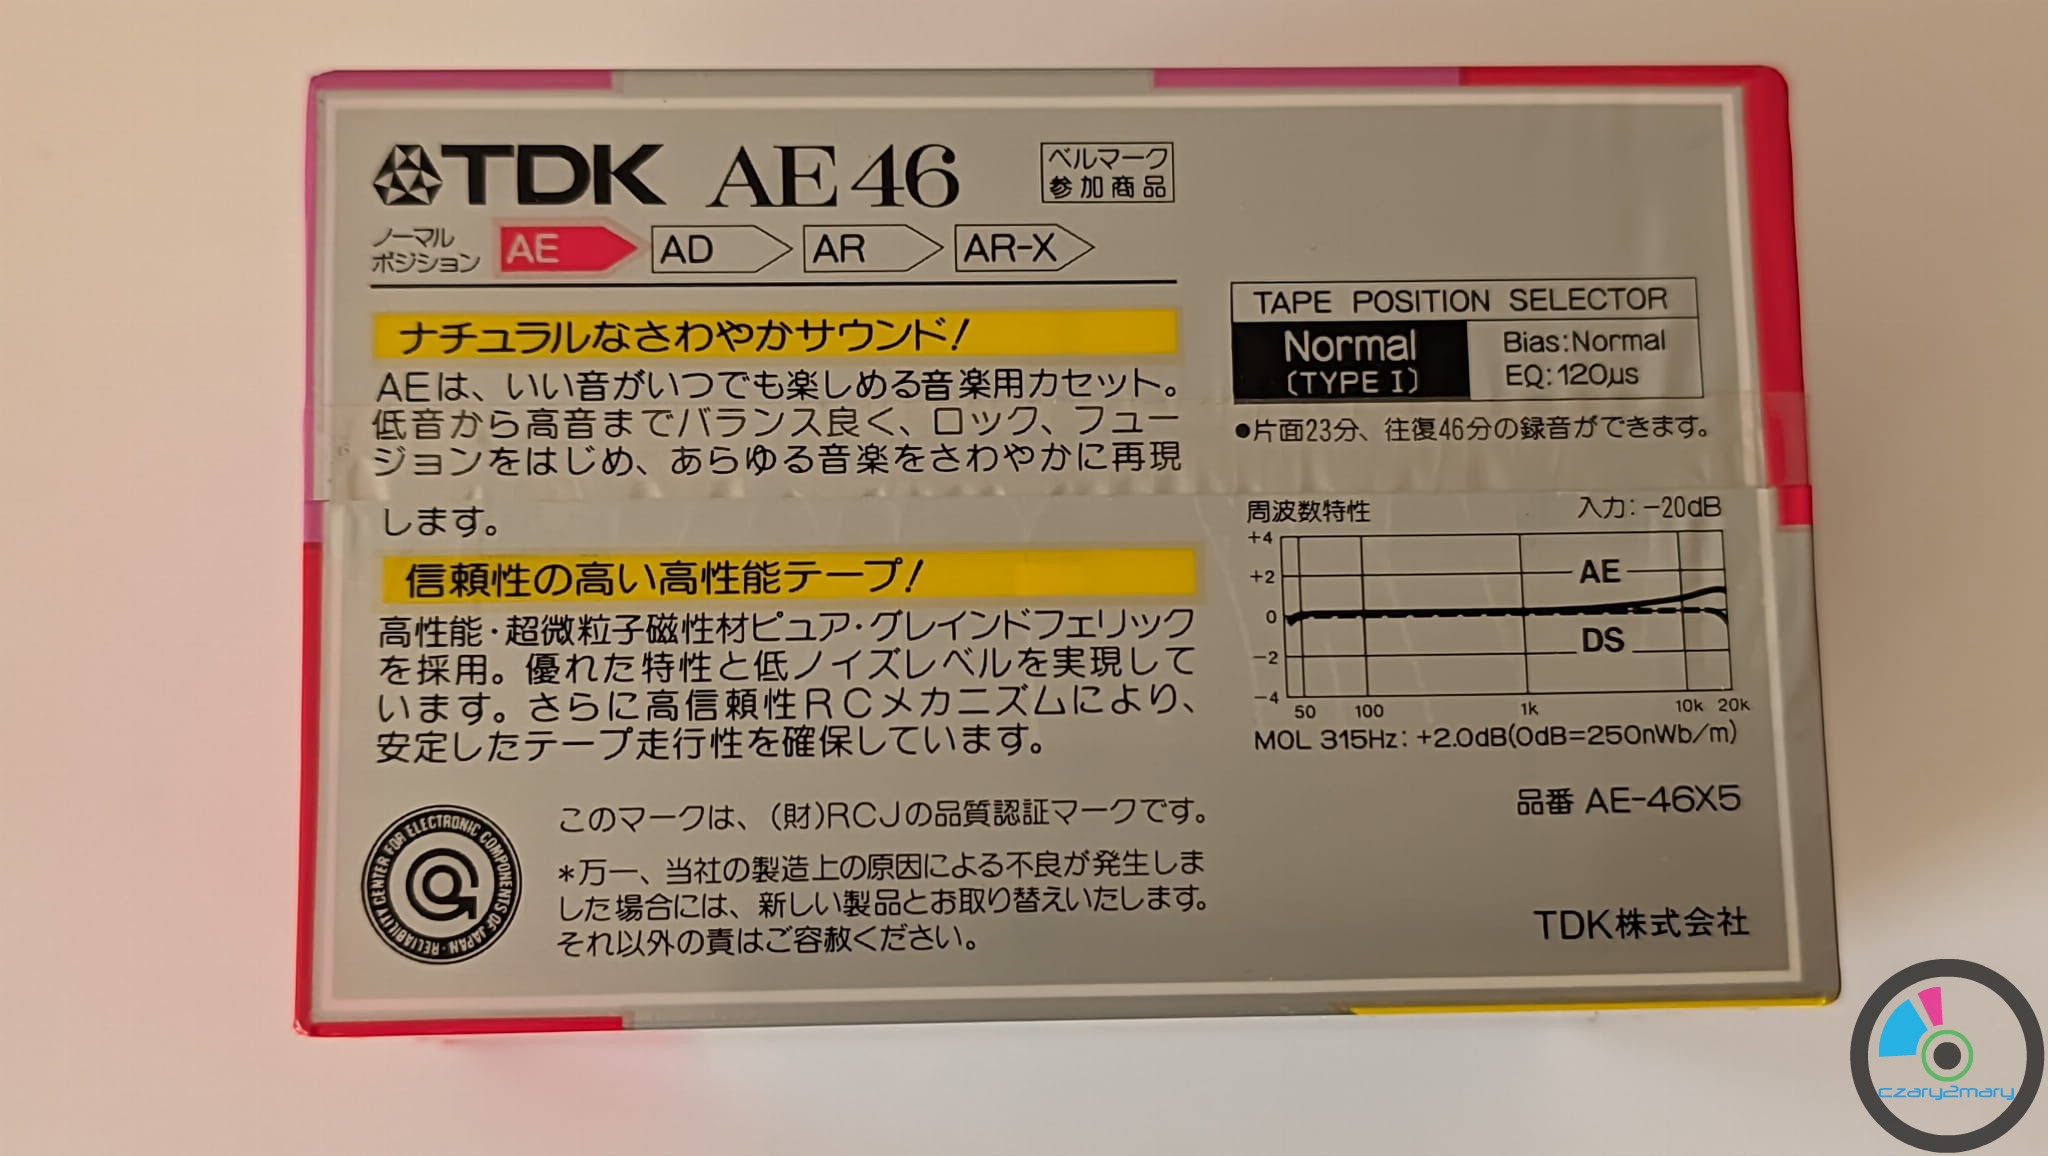 TDK AE46
ベルマーク
参加商品
ノーマル
ポジション
AE AD AR AR-X
ナチュラルなさわやかサウンド!
AEは、いい音がいつでも楽しめる音楽用カセット。
低音から高音までバランス良く、ロック、フュー
ジョンをはじめ、あらゆる音楽をさわやかに再現
します。
信頼性の高い高性能テープ!
高性能・超微粒子磁性材ピュア・グレインドフェリック
を採用。優れた特性と低ノイズレベルを実現して
います。さらに高信頼性RCメカニズムにより、
安定したテープ走行性を確保しています。
RELIABILITY CENTER FOR ELECTRONIC COMPONENTS OF JAPAN
このマークは、(財)RCJの品質認証マークです。
*万一、当社の製造上の原因による不良が発生しま
した場合には、新しい製品とお取り替えいたします。
それ以外の責はご容赦ください。
TAPE POSITION SELECTOR
Normal
(TYPE I)
Bias:Normal
EQ:120μs
●片面23分、往復46分の録音ができます。
周波数特性 入力:-20dB
+4
+2
0
-2
-4
AE
DS
50 100 1k 10k 20k
MOL 315Hz: +2.0dB(0dB=250nWb/m)
品番 AE-46X5
TDK株式会社
czary2mary